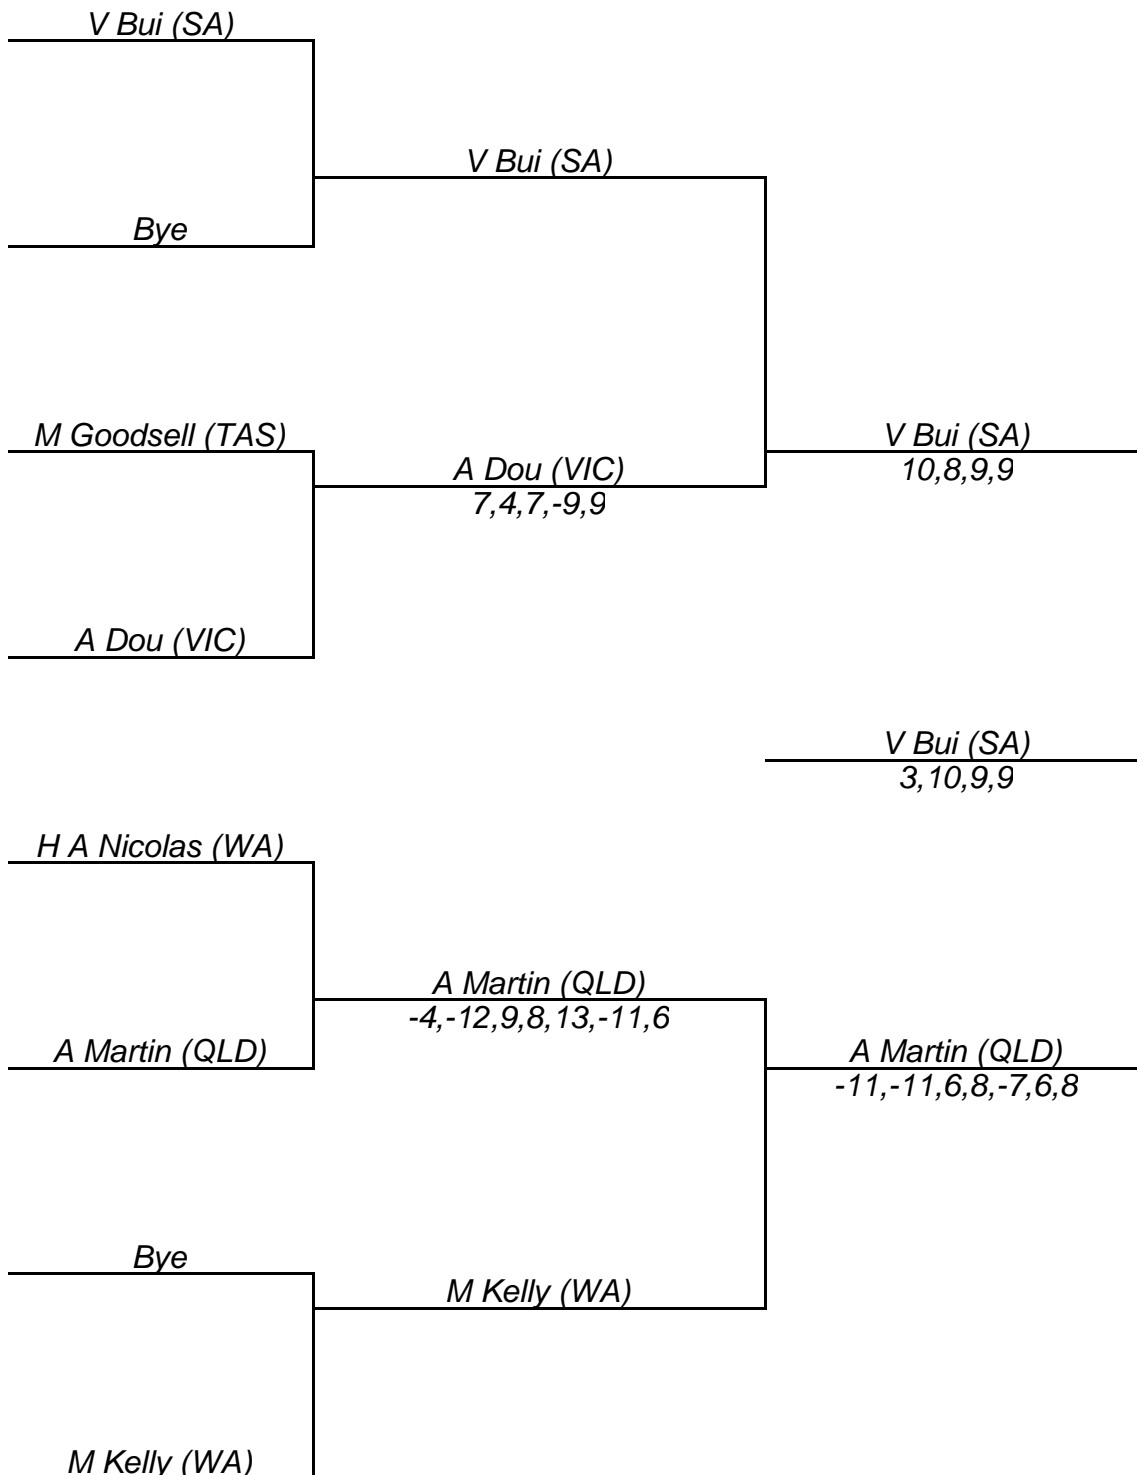 V Bui (SA)
V Bui (SA)
Bye
M Goodsell (TAS)
V Bui (SA)
A Dou (VIC)
10,8,9,9
7,4,7,-9,9
A Dou (VIC)
V Bui (SA)
3,10,9,9
H A Nicolas (WA)
A Martin (QLD)
-4,-12,9,8,13,-11,6
A Martin (QLD)
A Martin (QLD)
-11,-11,6,8,-7,6,8
Bye
M Kelly (WA)
M Kelly (WA)